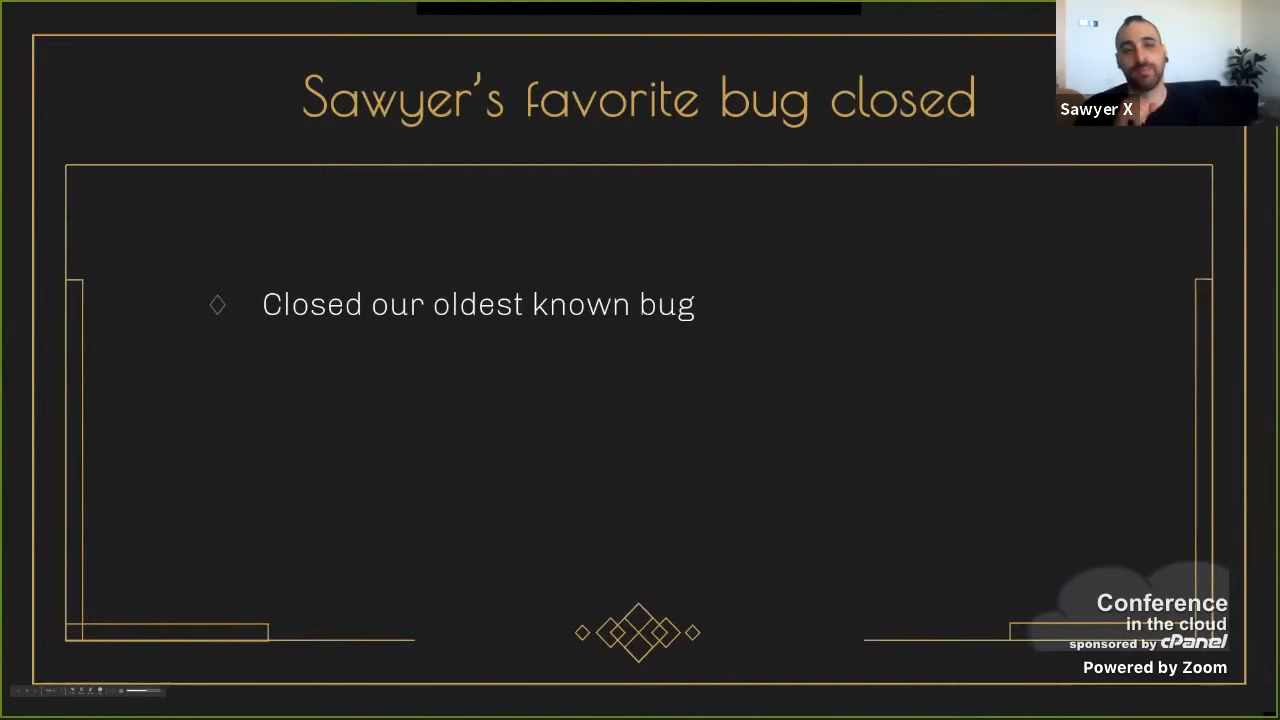 Sawyer's favorite bug closed
Sawyer X
Closed our oldest known bug
Conference
in the cloud
sponsored by cPanel
Powered by Zoom